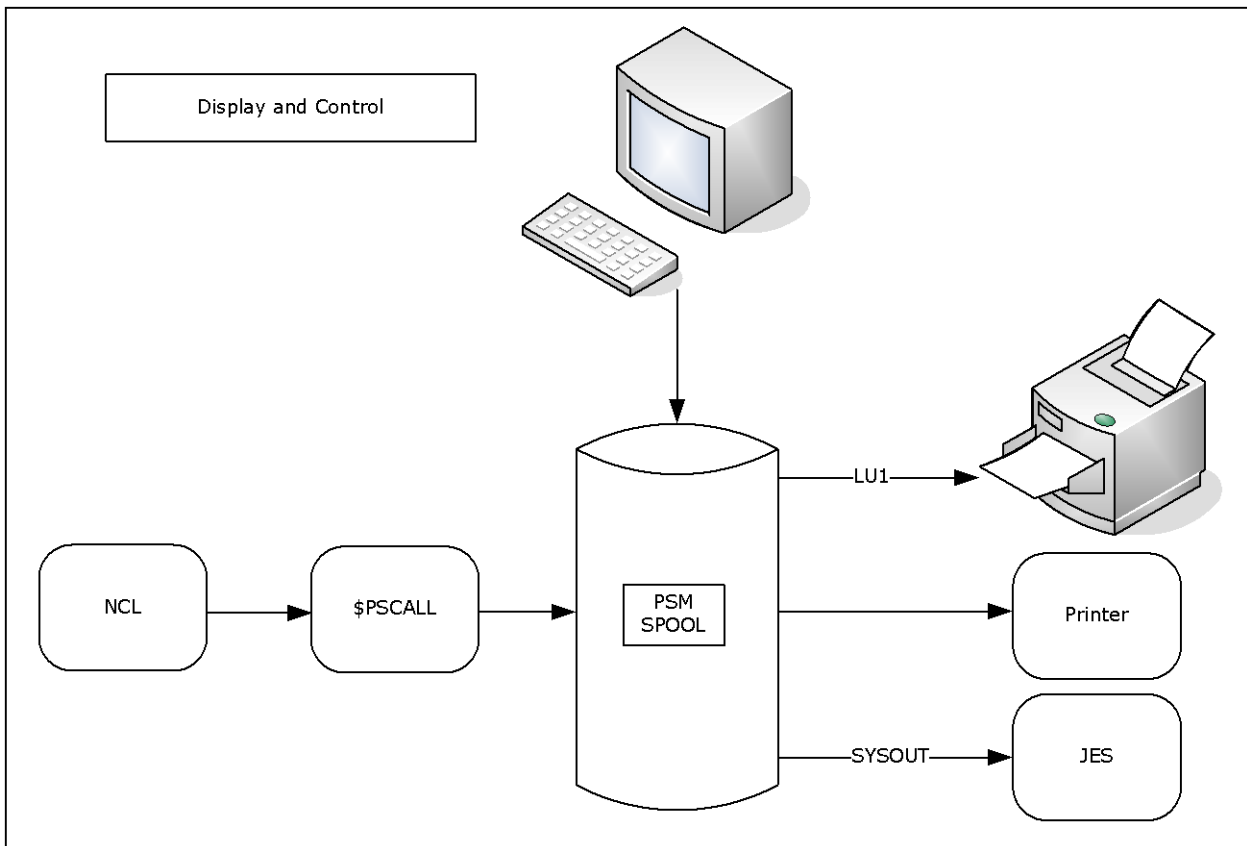 Display and Control
LU1
NCL
$PSCALL
PSM
SPOOL
Printer
SYSOUT
JES